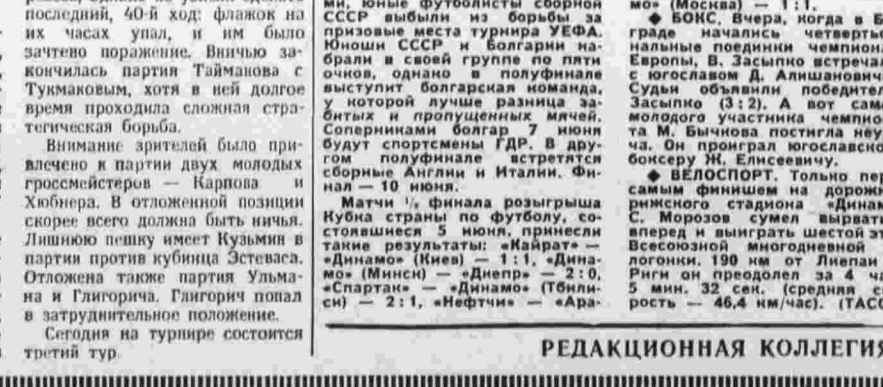 последний, 40-й ход: флажок на
их часах упал, и им было
зачтено поражение. Вничью за-
кончилась партия Тайманова с
Тукмаковым, хотя в ней долгое
время проходила сложная стра-
тегическая борьба.
Внимание зрителей было при-
влечено к партии двух молодых
гроссмейстеров — Карпова и
Хюбнера. В отложенной позиции
скорее всего должна быть ничья.
Лишнюю пешку имеет Кузьмин в
партии против кубинца Эстеваса.
Отложена также партия Ульма-
на и Глигорича. Глигорич попал
в затруднительное положение.
Сегодня на турнире состоится
третий тур
ми, юные футболисты сборной
СССР выбыли из борьбы за
призовые места турнира УЕФА.
Юноши СССР и Болгарии на-
брали в своей группе по пяти
очков, однако в полуфинале
выступит болгарская команда,
у которой лучше разница за-
битых и пропущенных мячей.
Соперниками болгар 7 июня
будут спортсмены ГДР. В дру-
гом полуфинале встретятся
сборные Англии и Италии. Фи-
нал — 10 июня.
Матчи финала розыгрыша
Кубка страны по футболу, со-
стоявшиеся 5 июня, принесли
такие результаты: «Кайрат» —
«Динамо» (Киев) — 1:1, «Дина-
мо» (Минск) — «Днепр» — 2:0,
«Спартак» — «Динамо» (Тбили-
си) — 2:1, «Нефтчи» — «Ара-
мо» (Москва) — 1:1.
◆ БОКС. Вчера, когда в Б
граде начались четверть
нальные поединки чемпион
Европы, В. Засыпко встречал
с югославом Д. Алишанович
Судьи объявили победител
Засыпко (3:2). А вот сам
молодого участника чемпио
та М. Бычкова постигла неу
ча. Он проиграл югославско
боксеру Ж. Елисеевичу.
◆ ВЕЛОСПОРТ. Только пер
самым финишем на дорожк
рижского стадиона «Динам
С. Морозов сумел вырват
вперед и выиграть шестой эт
Всесоюзной многодневной
логонки. 190 км от Лиепаи
Риги он преодолел за 4 ча
5 мин. 32 сек. (средняя с
рость — 46,4 км/час). (ТАСС
РЕДАКЦИОННАЯ КОЛЛЕГИЯ